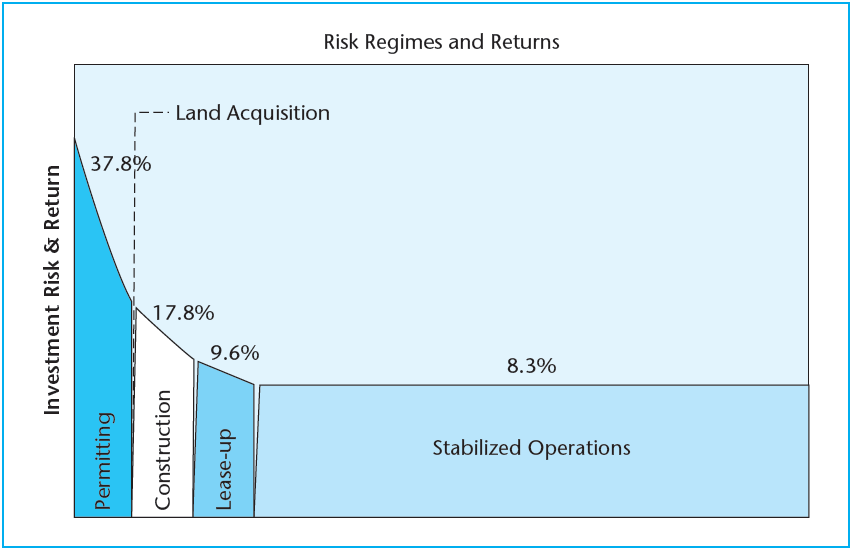 Risk Regimes and Returns
Land Acquisition
37.8%
17.8%
9.6%
8.3%
Investment Risk & Return
Permitting
Construction
Lease-up
Stabilized Operations